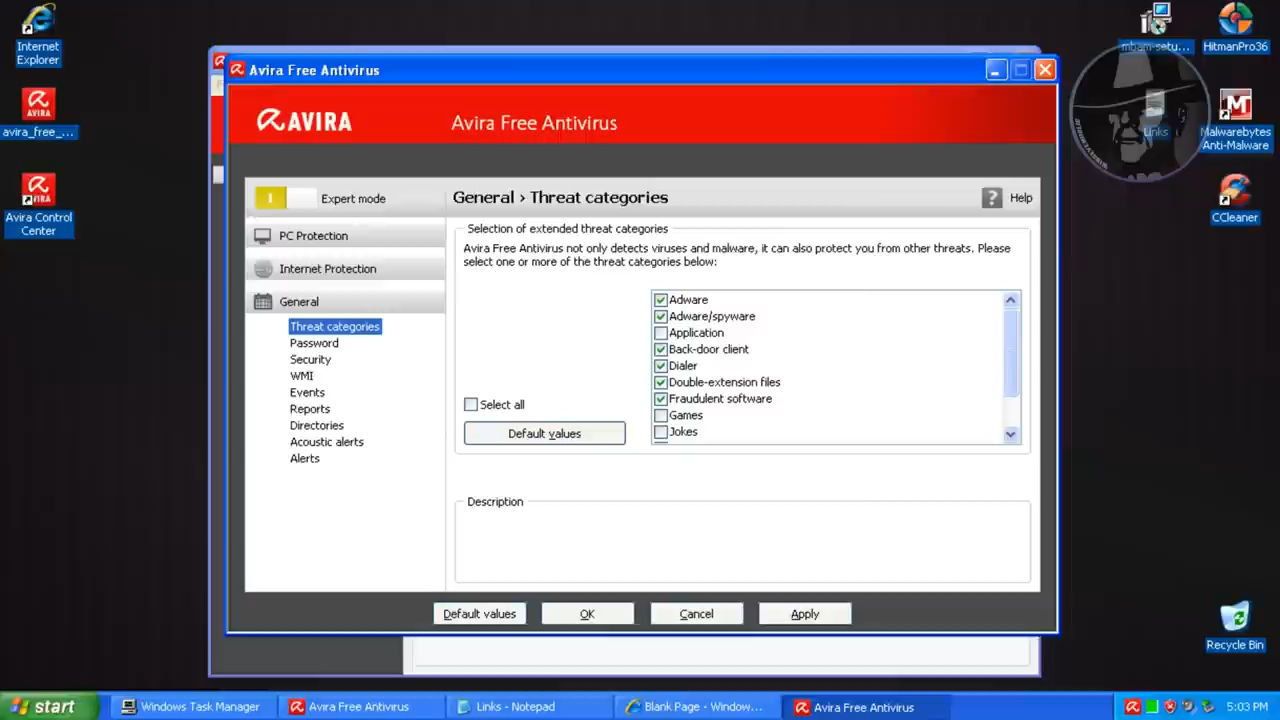 Internet
Explorer
avira_free_...
Avira Control
Center
mbam-setu...
HitmanPro36
Links
Malwarebytes
Anti-Malware
CCleaner
Recycle Bin
Avira Free Antivirus
AVIRA
Avira Free Antivirus
Expert mode
General › Threat categories
? Help
PC Protection
Internet Protection
General
Threat categories
Password
Security
WMI
Events
Reports
Directories
Acoustic alerts
Alerts
Selection of extended threat categories
Avira Free Antivirus not only detects viruses and malware, it can also protect you from other threats. Please
select one or more of the threat categories below:
Adware
Adware/spyware
Application
Back-door client
Dialer
Double-extension files
Fraudulent software
Games
Jokes
Select all
Default values
Description
Default values
OK
Cancel
Apply
start
Windows Task Manager
Avira Free Antivirus
Links - Notepad
Blank Page - Window...
Avira Free Antivirus
5:03 PM